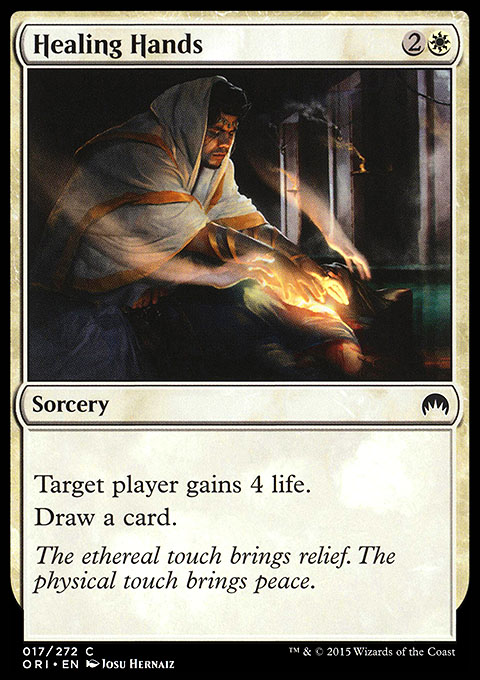 Healing Hands 2
Sorcery
Target player gains 4 life.
Draw a card.
The ethereal touch brings relief. The
physical touch brings peace.
017/272 C
ORI • EN Josu Hernaiz
™ & © 2015 Wizards of the Coast